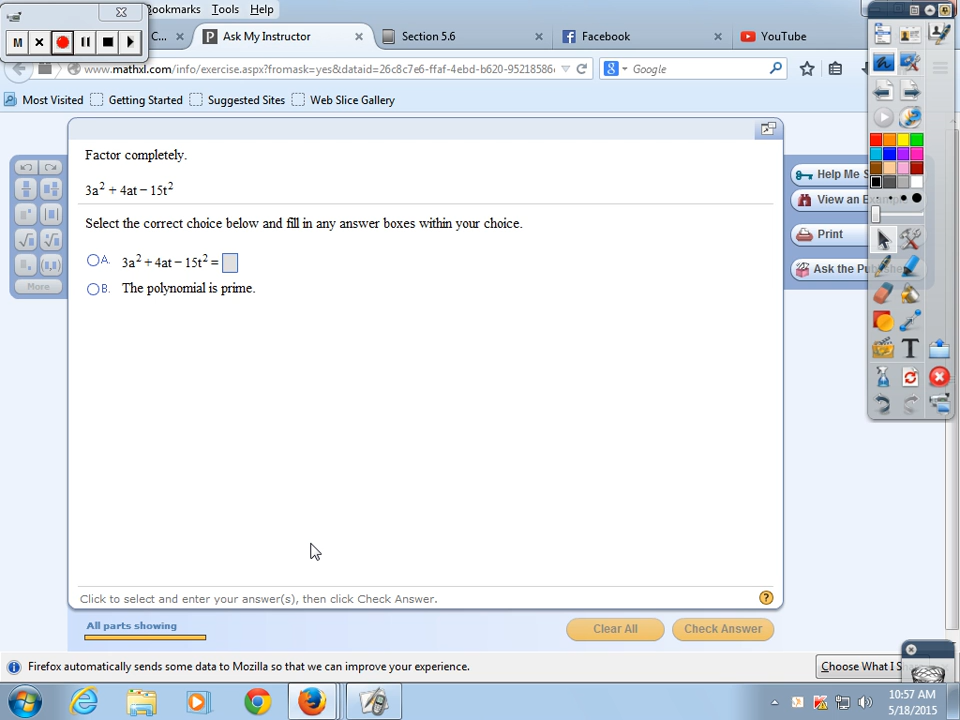 Bookmarks Tools Help
M
C... Ask My Instructor Section 5.6 Facebook YouTube
www.mathxl.com/info/exercise.aspx?fromask=yes&dataid=26c8c7e6-ffaf-4ebd-b620-95218586 Google
Most Visited Getting Started Suggested Sites Web Slice Gallery
Factor completely.
3a² + 4at − 15t²
Select the correct choice below and fill in any answer boxes within your choice.
A. 3a² + 4at − 15t² =
B. The polynomial is prime.
More
Help Me S
View an Ex
Print
Ask the Pu
T
Click to select and enter your answer(s), then click Check Answer.
?
All parts showing
Clear All Check Answer
Firefox automatically sends some data to Mozilla so that we can improve your experience.
Choose What I S
10:57 AM
5/18/2015